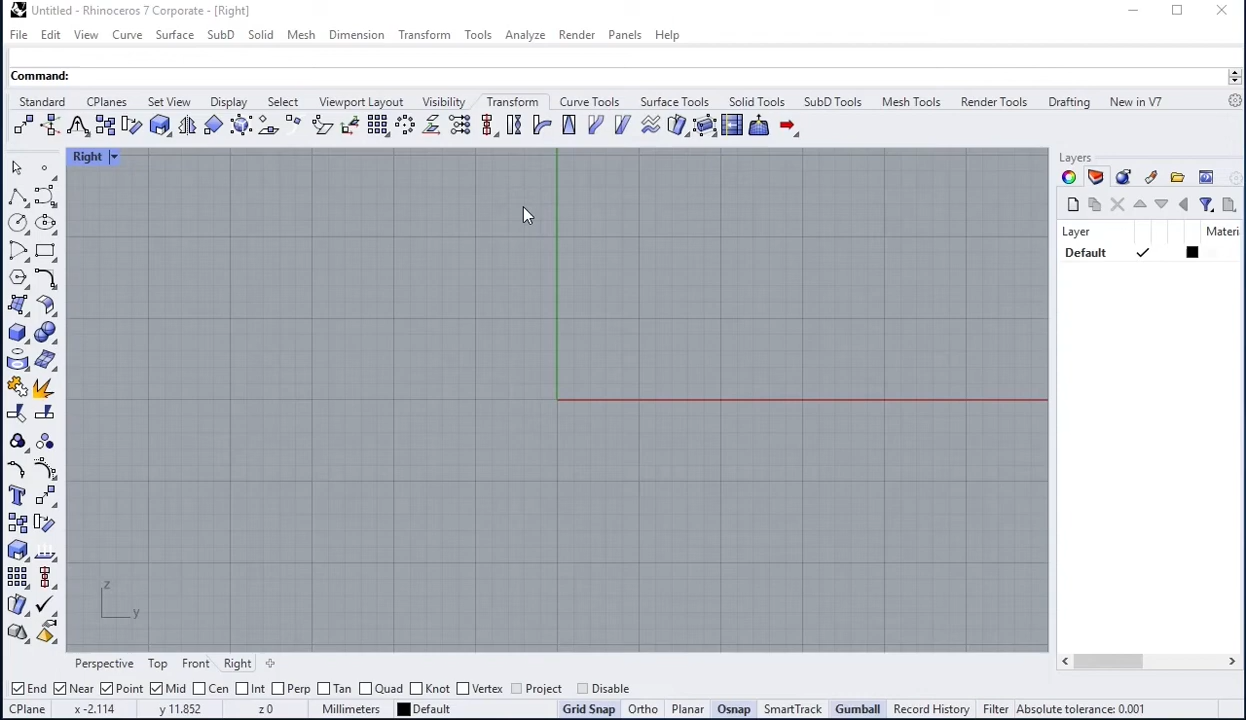 Untitled - Rhinoceros 7 Corporate - [Right]
File Edit View Curve Surface SubD Solid Mesh Dimension Transform Tools Analyze Render Panels Help
Command:
Standard CPlanes Set View Display Select Viewport Layout Visibility Transform Curve Tools Surface Tools Solid Tools SubD Tools Mesh Tools Render Tools Drafting New in V7
Right
Layers
Layer Materi
Default
z
y
Perspective Top Front Right
End Near Point Mid Cen Int Perp Tan Quad Knot Vertex Project Disable
CPlane x -2.114 y 11.852 z 0 Millimeters Default Grid Snap Ortho Planar Osnap SmartTrack Gumball Record History Filter Absolute tolerance: 0.001